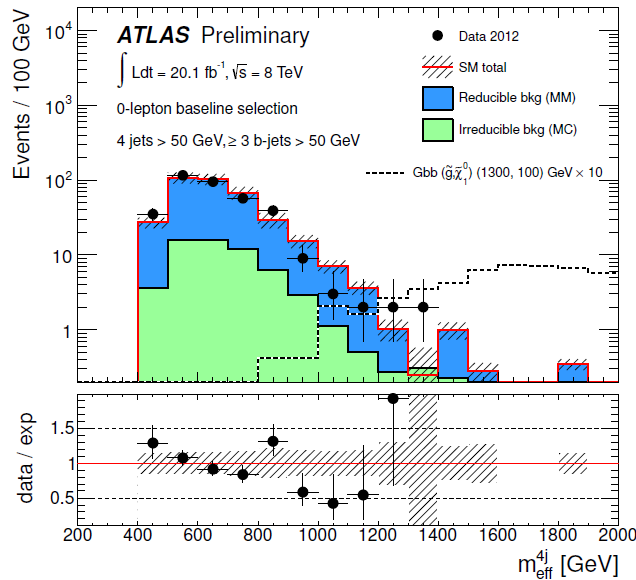 ATLAS Preliminary
∫ Ldt = 20.1 fb⁻¹, √s = 8 TeV
0-lepton baseline selection
4 jets > 50 GeV, ≥ 3 b-jets > 50 GeV
Data 2012
SM total
Reducible bkg (MM)
Irreducible bkg (MC)
Gbb (g̃,χ̃₁⁰) (1300, 100) GeV × 10
Events / 100 GeV
10⁴
10³
10²
10
1
data / exp
1.5
1
0.5
200 400 600 800 1000 1200 1400 1600 1800 2000
m⁴ʲeff [GeV]